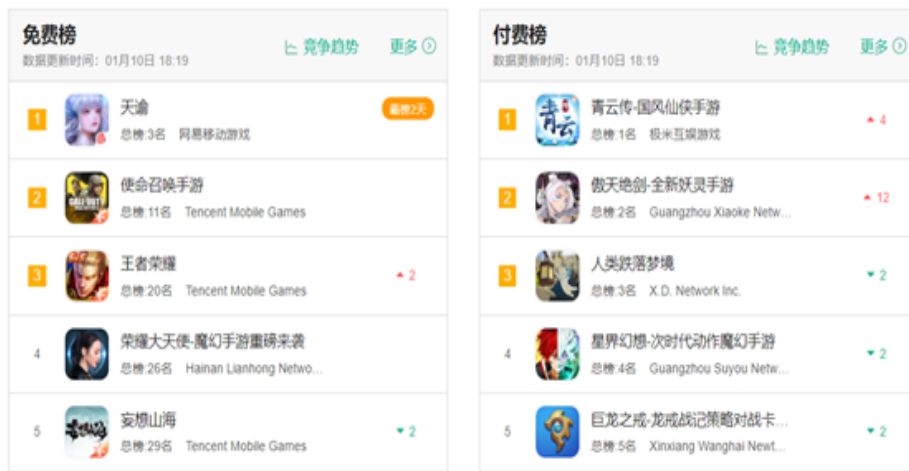 免费榜
数据更新时间：01月10日 18:19
竞争趋势 更多
1
天谕
总榜:3名 网易移动游戏
霸榜2天
2
使命召唤手游
总榜:11名 Tencent Mobile Games
CALL OF DUTY
3
王者荣耀
总榜:20名 Tencent Mobile Games
2
4
荣耀大天使-魔幻手游重磅来袭
总榜:26名 Hainan Lianhong Netwo...
5
妄想山海
总榜:29名 Tencent Mobile Games
2
付费榜
数据更新时间：01月10日 18:19
竞争趋势 更多
1
青云
青云传-国风仙侠手游
总榜:1名 极米互娱游戏
4
2
傲天绝剑-全新妖灵手游
总榜:2名 Guangzhou Xiaoke Netw...
12
3
人类跌落梦境
总榜:3名 X.D. Network Inc.
2
4
星界幻想-次时代动作魔幻手游
总榜:4名 Guangzhou Suyou Netw...
2
5
巨龙之戒-龙戒战记策略对战卡...
总榜:5名 Xinxiang Wanghai Newt...
2